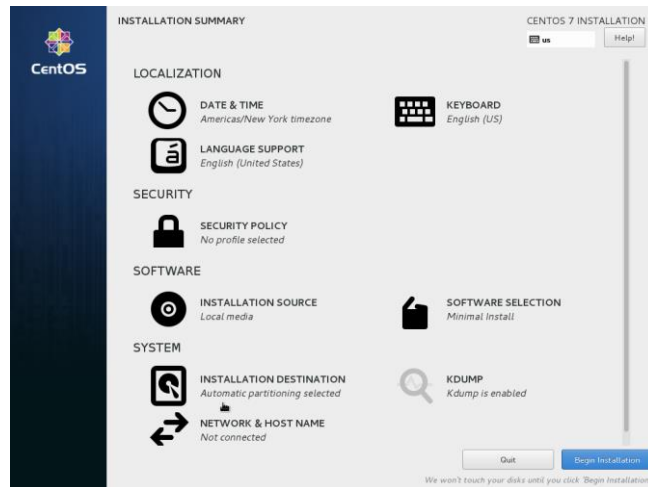 INSTALLATION SUMMARY
CENTOS 7 INSTALLATION
us
Help!
CentOS
LOCALIZATION
DATE & TIME
Americas/New York timezone
KEYBOARD
English (US)
LANGUAGE SUPPORT
English (United States)
SECURITY
SECURITY POLICY
No profile selected
SOFTWARE
INSTALLATION SOURCE
Local media
SOFTWARE SELECTION
Minimal Install
SYSTEM
INSTALLATION DESTINATION
Automatic partitioning selected
KDUMP
Kdump is enabled
NETWORK & HOST NAME
Not connected
Quit
Begin Installation
We won't touch your disks until you click 'Begin Installation